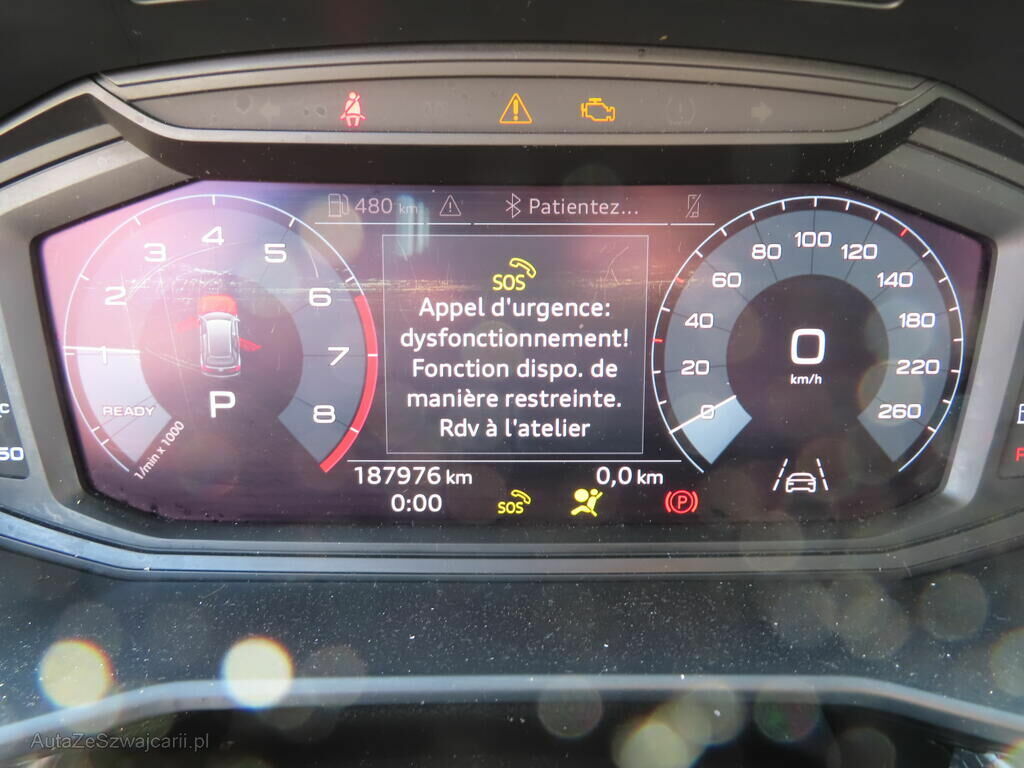 480 km
Patientez...
SOS
Appel d'urgence:
dysfonctionnement!
Fonction dispo. de
manière restreinte.
Rdv à l'atelier
1
2
3
4
5
6
7
8
READY
1/min x 1000
P
0
20
40
60
80
100
120
140
180
220
260
0
km/h
187976 km
0,0 km
0:00
SOS
P
AutaZeSzwajcarii.pl